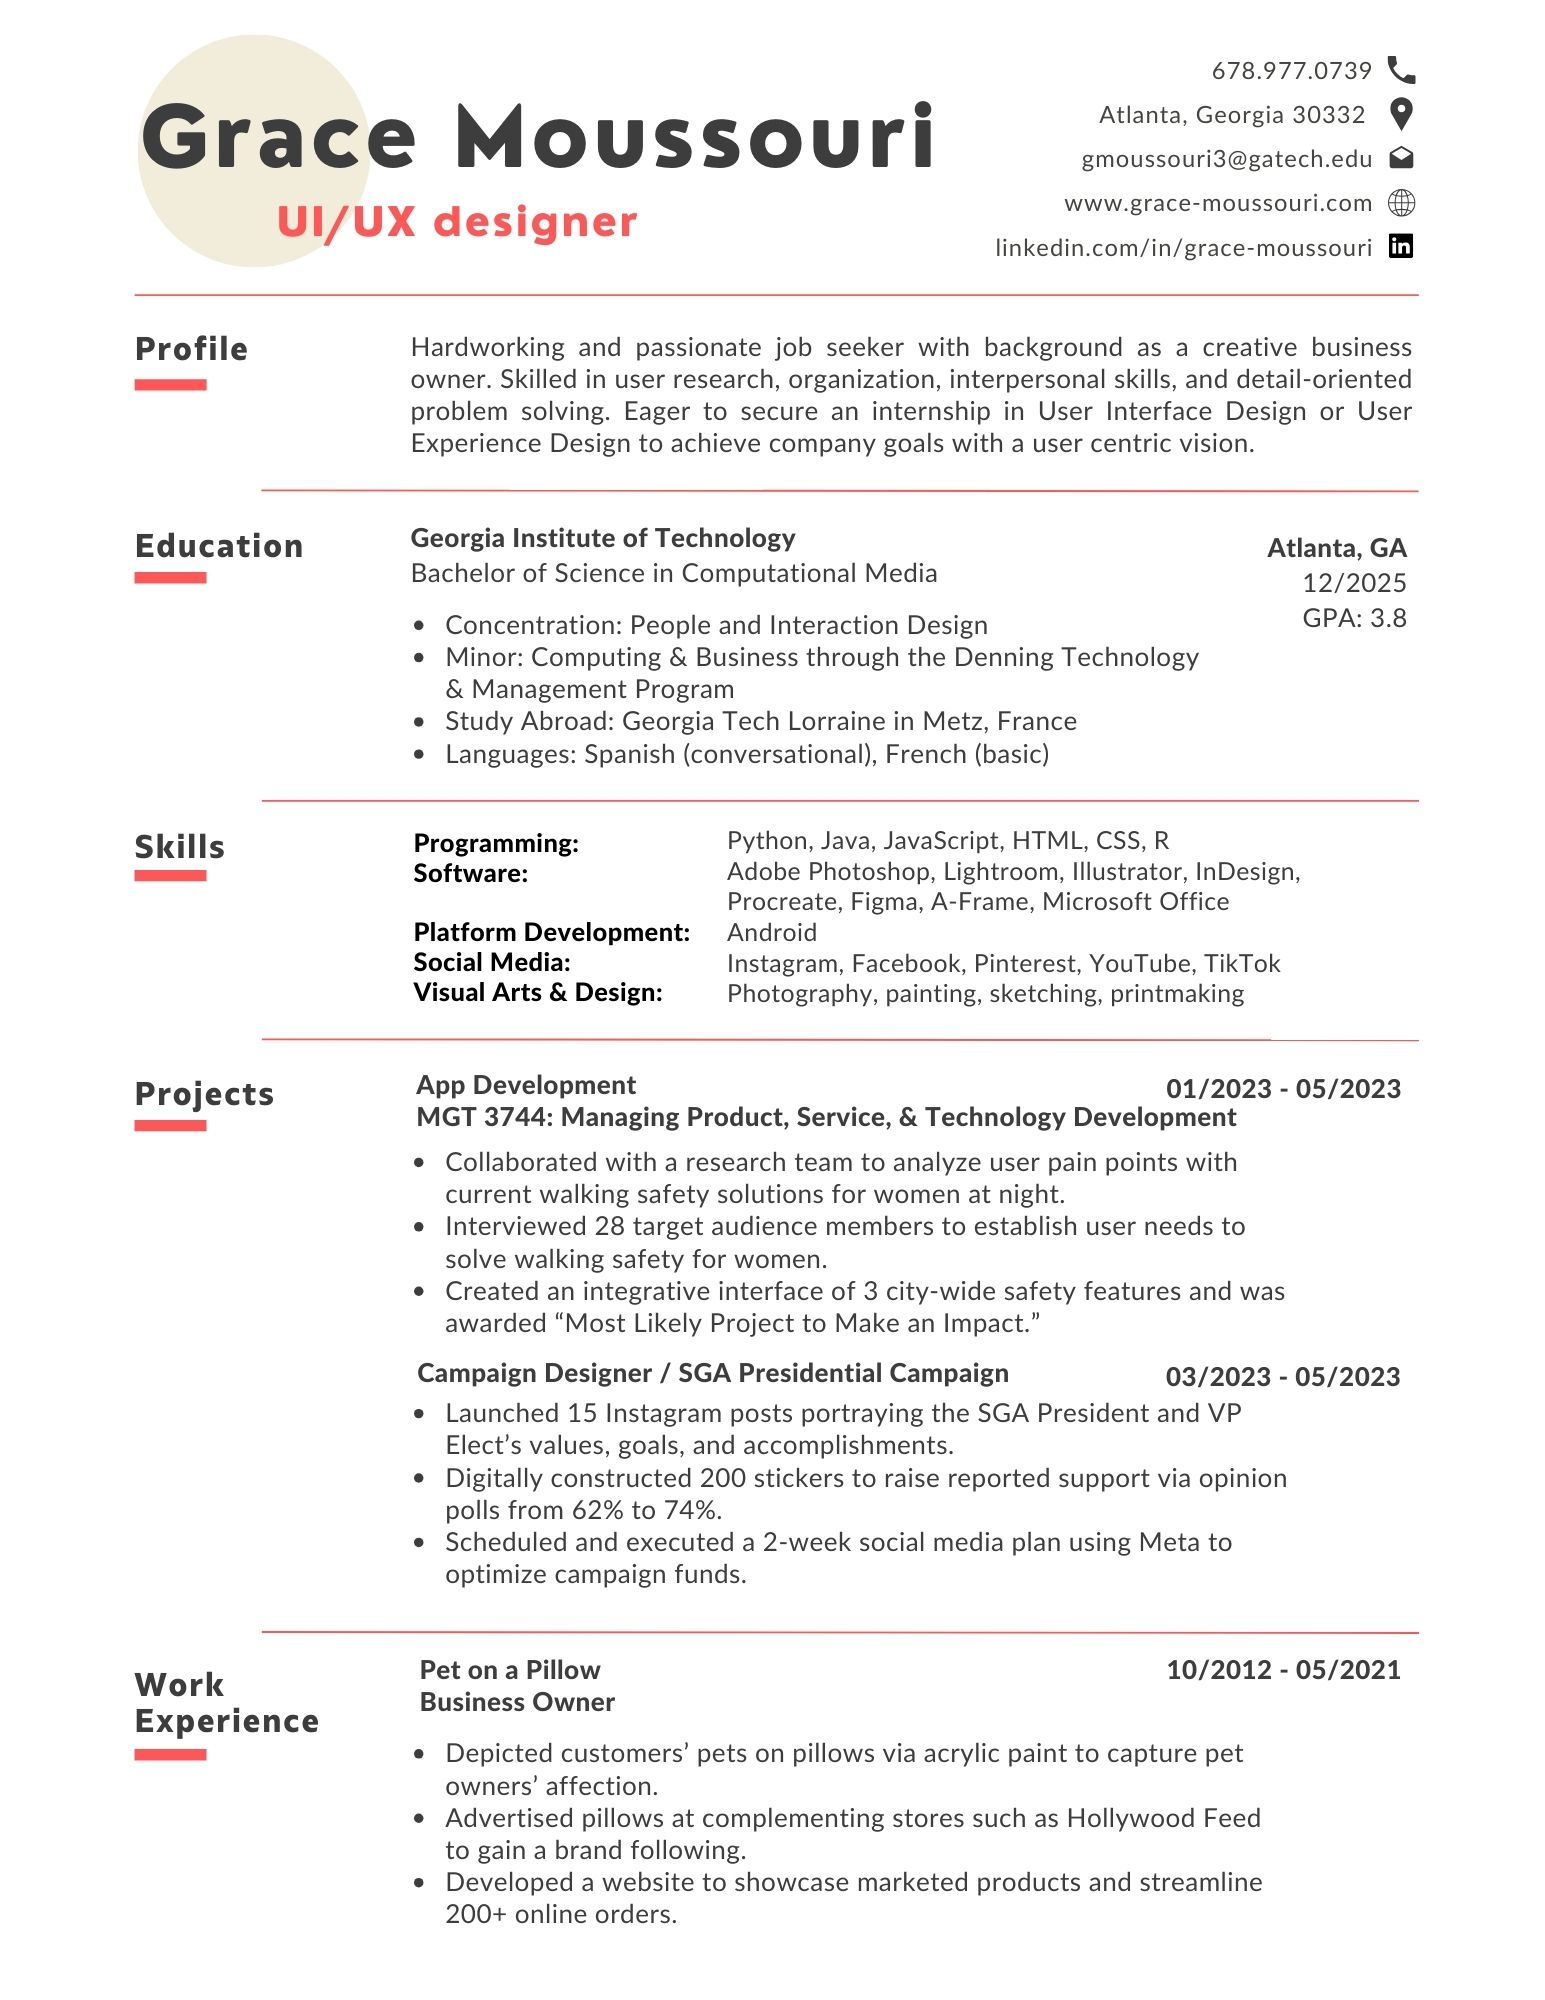 Grace Moussouri
UI/UX designer
678.977.0739
Atlanta, Georgia 30332
gmoussouri3@gatech.edu
www.grace-moussouri.com
linkedin.com/in/grace-moussouri
in
Profile
Hardworking and passionate job seeker with background as a creative business
owner. Skilled in user research, organization, interpersonal skills, and detail-oriented
problem solving. Eager to secure an internship in User Interface Design or User
Experience Design to achieve company goals with a user centric vision.
Education
Georgia Institute of Technology
Bachelor of Science in Computational Media
Atlanta, GA
12/2025
GPA: 3.8
• Concentration: People and Interaction Design
• Minor: Computing & Business through the Denning Technology
& Management Program
• Study Abroad: Georgia Tech Lorraine in Metz, France
• Languages: Spanish (conversational), French (basic)
Skills
Programming: Python, Java, JavaScript, HTML, CSS, R
Software: Adobe Photoshop, Lightroom, Illustrator, InDesign,
Procreate, Figma, A-Frame, Microsoft Office
Platform Development: Android
Social Media: Instagram, Facebook, Pinterest, YouTube, TikTok
Visual Arts & Design: Photography, painting, sketching, printmaking
Projects
App Development 01/2023 - 05/2023
MGT 3744: Managing Product, Service, & Technology Development
• Collaborated with a research team to analyze user pain points with
current walking safety solutions for women at night.
• Interviewed 28 target audience members to establish user needs to
solve walking safety for women.
• Created an integrative interface of 3 city-wide safety features and was
awarded “Most Likely Project to Make an Impact.”
Campaign Designer / SGA Presidential Campaign 03/2023 - 05/2023
• Launched 15 Instagram posts portraying the SGA President and VP
Elect’s values, goals, and accomplishments.
• Digitally constructed 200 stickers to raise reported support via opinion
polls from 62% to 74%.
• Scheduled and executed a 2-week social media plan using Meta to
optimize campaign funds.
Work
Experience
Pet on a Pillow 10/2012 - 05/2021
Business Owner
• Depicted customers’ pets on pillows via acrylic paint to capture pet
owners’ affection.
• Advertised pillows at complementing stores such as Hollywood Feed
to gain a brand following.
• Developed a website to showcase marketed products and streamline
200+ online orders.